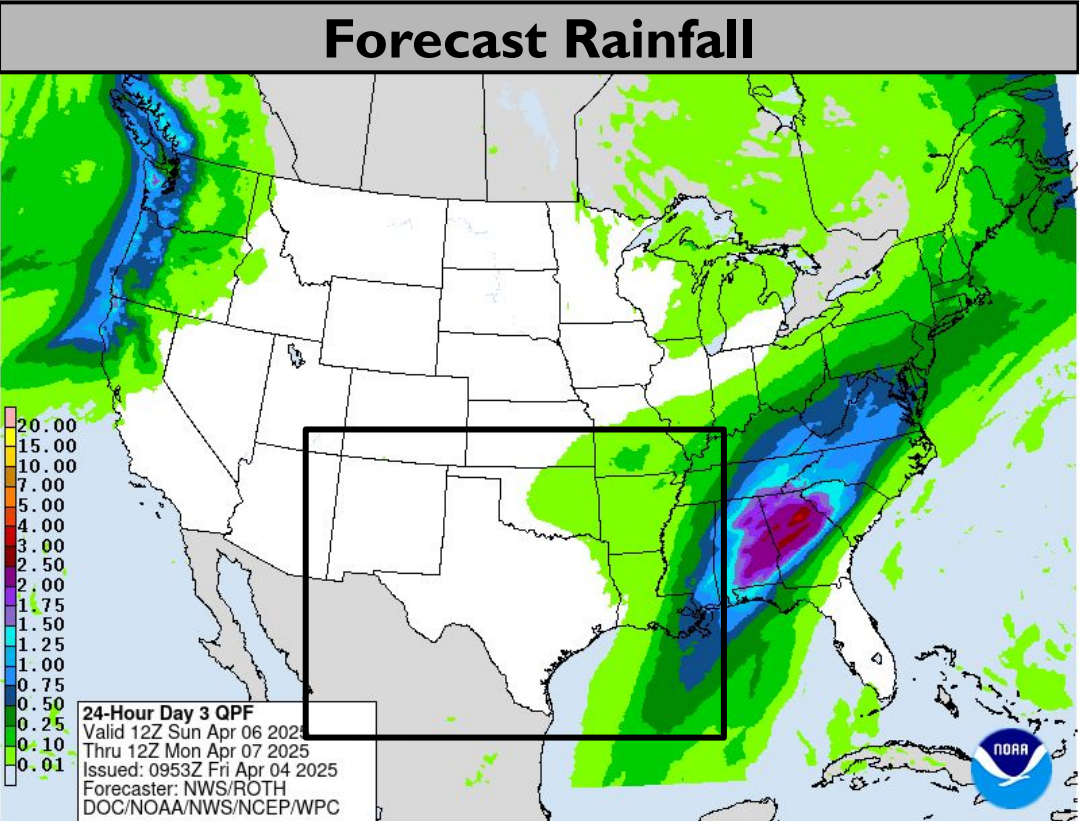 Forecast Rainfall
20.00
15.00
10.00
7.00
5.00
4.00
3.00
2.50
2.00
1.75
1.50
1.25
1.00
0.75
0.50
0.25
0.10
0.01
24-Hour Day 3 QPF
Valid 12Z Sun Apr 06 2025
Thru 12Z Mon Apr 07 2025
Issued: 0953Z Fri Apr 04 2025
Forecaster: NWS/ROTH
DOC/NOAA/NWS/NCEP/WPC
NOAA